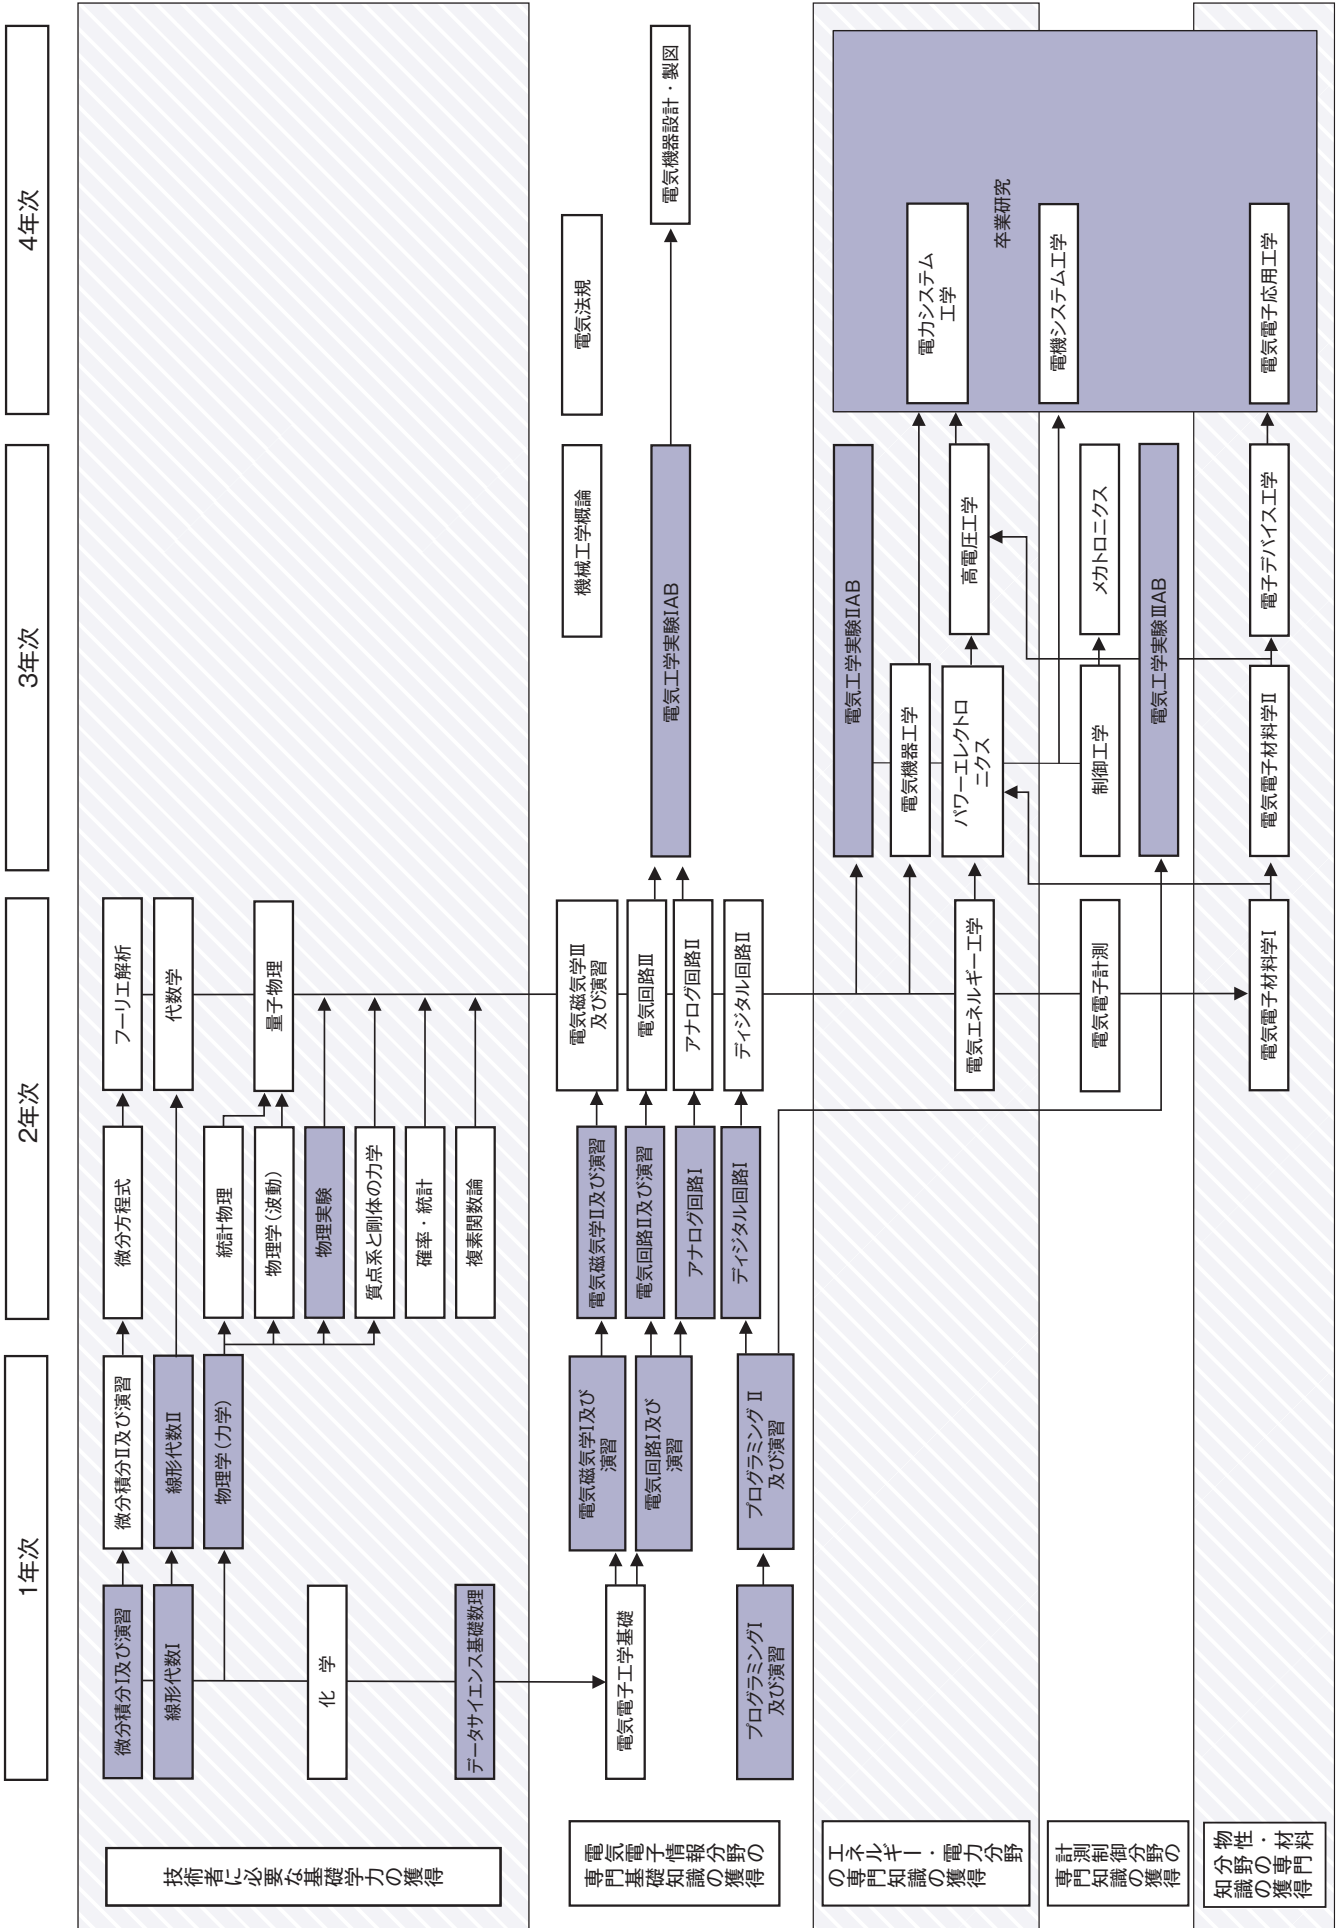 1年次
2年次
3年次
4年次
技術者に必要な基礎学力の獲得
微分積分Ⅰ及び演習
微分積分Ⅱ及び演習
微分方程式
フーリエ解析
線形代数Ⅰ
線形代数Ⅱ
代数学
物理学（力学）
統計物理
物理学（波動）
量子物理
化　学
物理実験
質点系と剛体の力学
確率・統計
データサイエンス基礎数理
複素関数論
電気電子情報分野の
専門基礎知識の獲得
機械工学概論
電気法規
電気電子工学基礎
電気磁気学Ⅰ及び
演習
電気磁気学Ⅱ及び演習
電気磁気学Ⅲ
及び演習
電気回路Ⅰ及び
演習
電気回路Ⅱ及び演習
電気回路Ⅲ
アナログ回路Ⅰ
アナログ回路Ⅱ
電気工学実験ⅠAB
電気機器設計・製図
プログラミングⅠ
及び演習
プログラミング Ⅱ
及び演習
ディジタル回路Ⅰ
ディジタル回路Ⅱ
エネルギー・電力分野
の専門知識の獲得
電気工学実験ⅡAB
電気機器工学
電気エネルギー工学
パワーエレクトロ
ニクス
高電圧工学
電力システム
工学
卒業研究
計測制御分野の
専門知識の獲得
電気電子計測
制御工学
メカトロニクス
電機システム工学
電気工学実験ⅢAB
物性・材料
分野の専門
知識の獲得
電気電子材料学Ⅰ
電気電子材料学Ⅱ
電子デバイス工学
電気電子応用工学